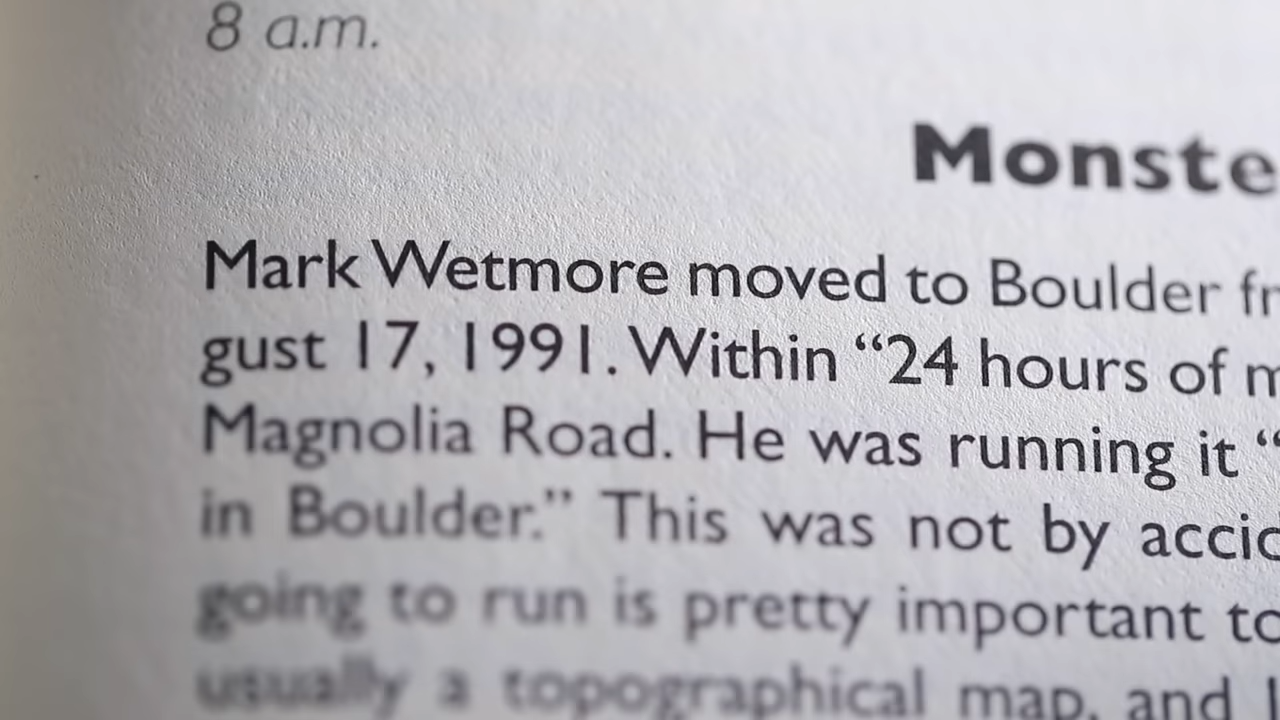 8 a.m.
Monste
Mark Wetmore moved to Boulder fr
gust 17, 1991. Within “24 hours of m
Magnolia Road. He was running it “
in Boulder.” This was not by accid
going to run is pretty important to
usually a topographical map, and I